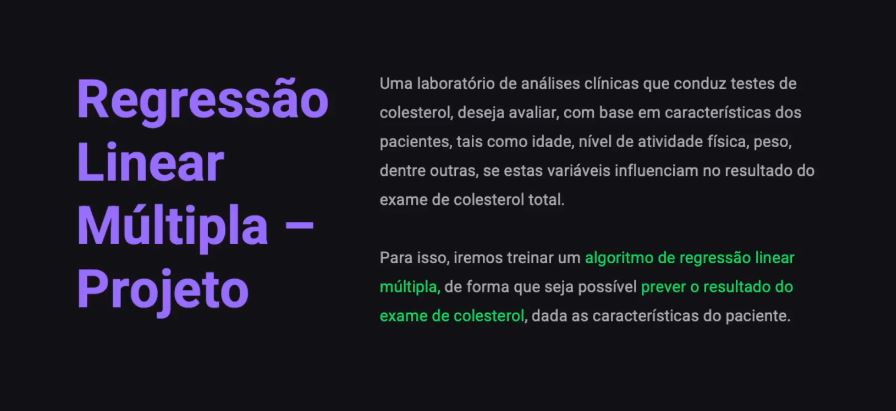 Regressão
Linear
Múltipla –
Projeto
Uma laboratório de análises clínicas que conduz testes de
colesterol, deseja avaliar, com base em características dos
pacientes, tais como idade, nível de atividade física, peso,
dentre outras, se estas variáveis influenciam no resultado do
exame de colesterol total.
Para isso, iremos treinar um algoritmo de regressão linear
múltipla, de forma que seja possível prever o resultado do
exame de colesterol, dada as características do paciente.